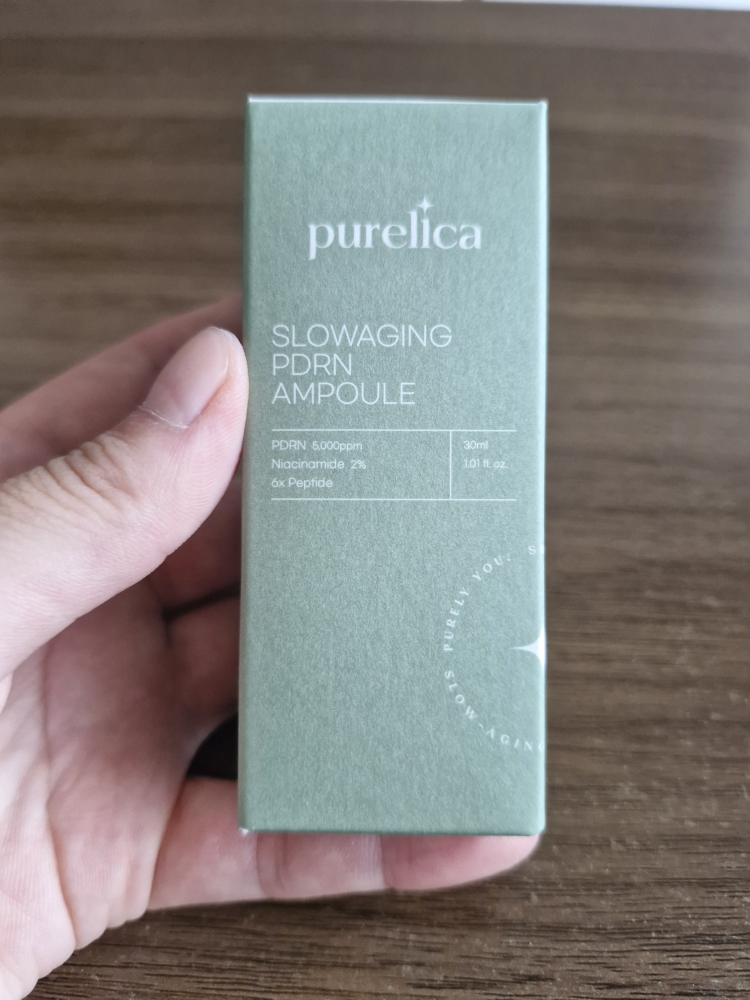 purelica
SLOWAGING
PDRN
AMPOULE
PDRN 5,000ppm
Niacinamide 2%
6x Peptide
30ml
1.01 fl. oz.
PURELY YOU.
SLOW-AGING